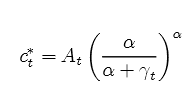 c_t^* = A_t \left( \frac{\alpha}{\alpha + \gamma_t} \right)^{\alpha}